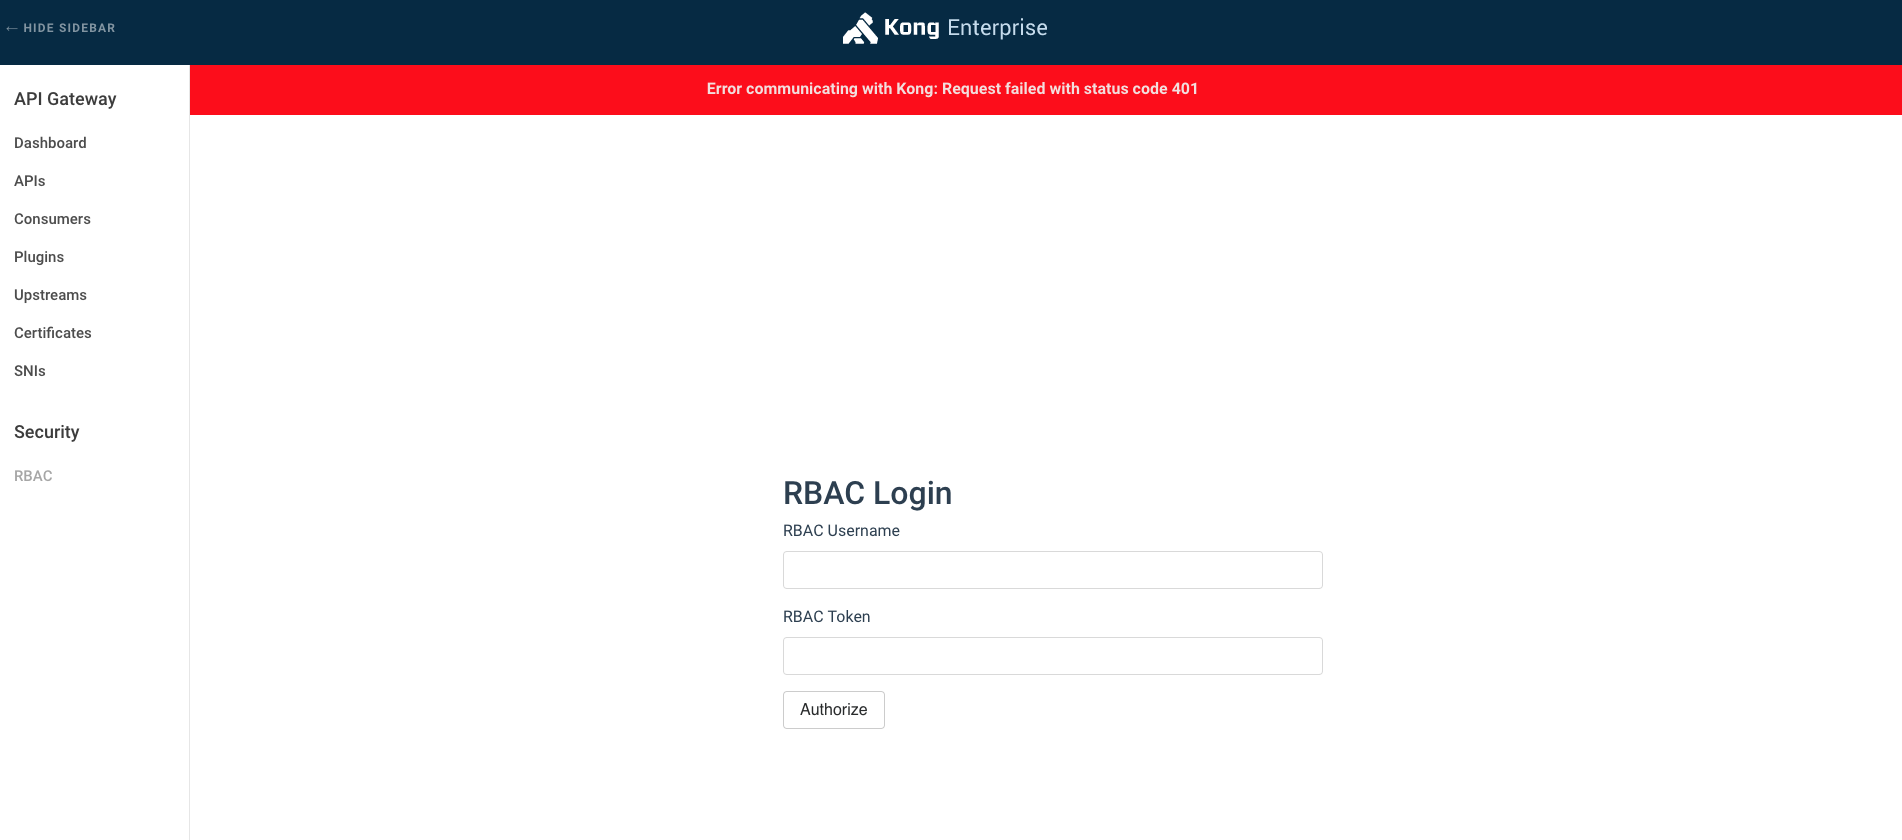 ← HIDE SIDEBAR
Kong Enterprise
Error communicating with Kong: Request failed with status code 401
API Gateway
Dashboard
APIs
Consumers
Plugins
Upstreams
Certificates
SNIs
Security
RBAC
RBAC Login
RBAC Username
RBAC Token
Authorize